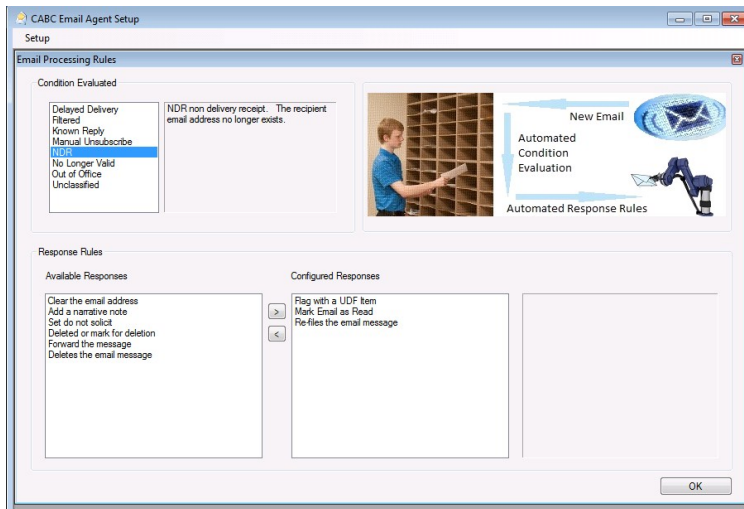 CABC Email Agent Setup
Setup
Email Processing Rules
Condition Evaluated
Delayed Delivery
Filtered
Known Reply
Manual Unsubscribe
NDR
No Longer Valid
Out of Office
Unclassified
NDR non delivery receipt. The recipient
email address no longer exists.
New Email
Automated
Condition
Evaluation
Automated Response Rules
Response Rules
Available Responses
Clear the email address
Add a narrative note
Set do not solicit
Deleted or mark for deletion
Forward the message
Deletes the email message
>
<
Configured Responses
Flag with a UDF Item
Mark Email as Read
Re-files the email message
OK